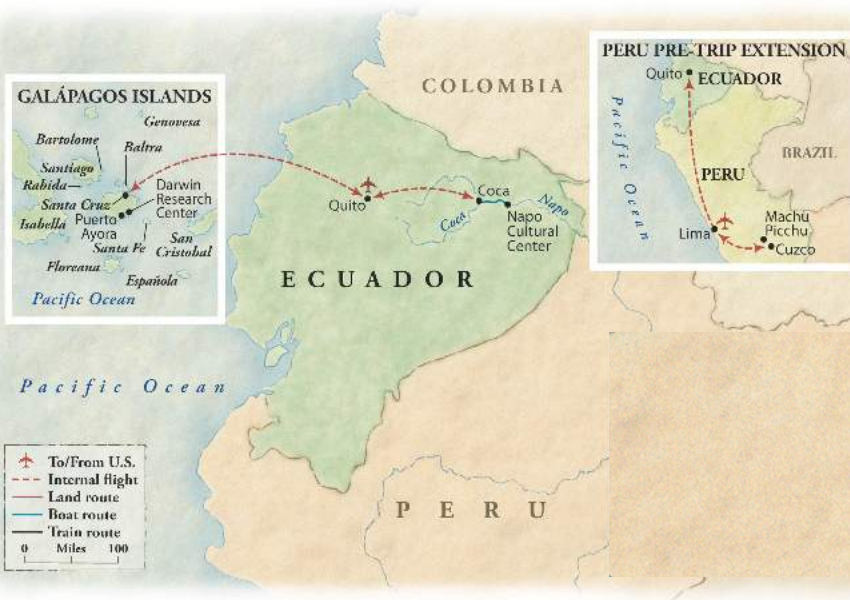 GALÁPAGOS ISLANDS
Genovesa
Bartolome
Baltra
Santiago
Rabida
Darwin
Research
Center
Santa Cruz
Puerto
Ayora
Isabella
Santa Fe
San
Cristobal
Floreana
Española
Pacific Ocean
COLOMBIA
Quito
Coca
Napo
Coca
Napo
Cultural
Center
ECUADOR
Pacific Ocean
PERU
PERU PRE-TRIP EXTENSION
Quito
ECUADOR
Pacific Ocean
BRAZIL
PERU
Lima
Machu
Picchu
Cuzco
To/From U.S.
Internal flight
Land route
Boat route
Train route
0 Miles 100